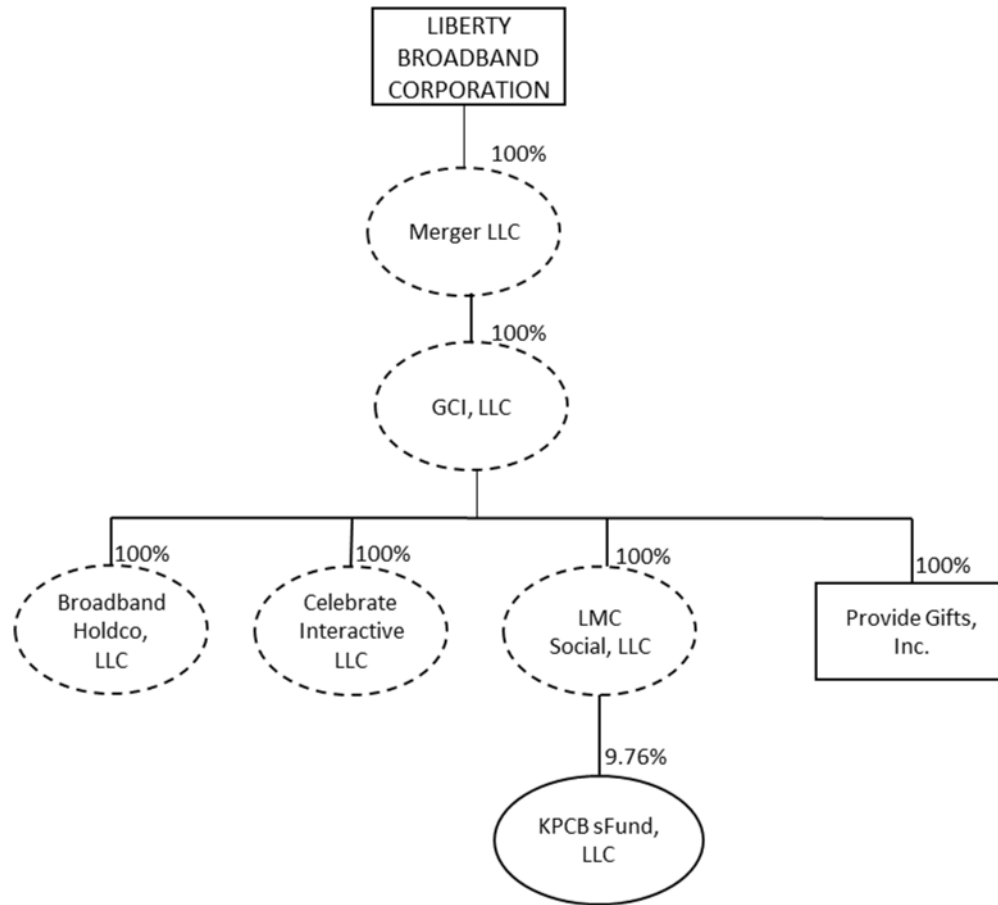 LIBERTY
BROADBAND
CORPORATION
100%
Merger LLC
100%
GCI, LLC
100%
100%
100%
100%
Broadband
Holdco,
LLC
Celebrate
Interactive
LLC
LMC
Social, LLC
Provide Gifts,
Inc.
9.76%
KPCB sFund,
LLC